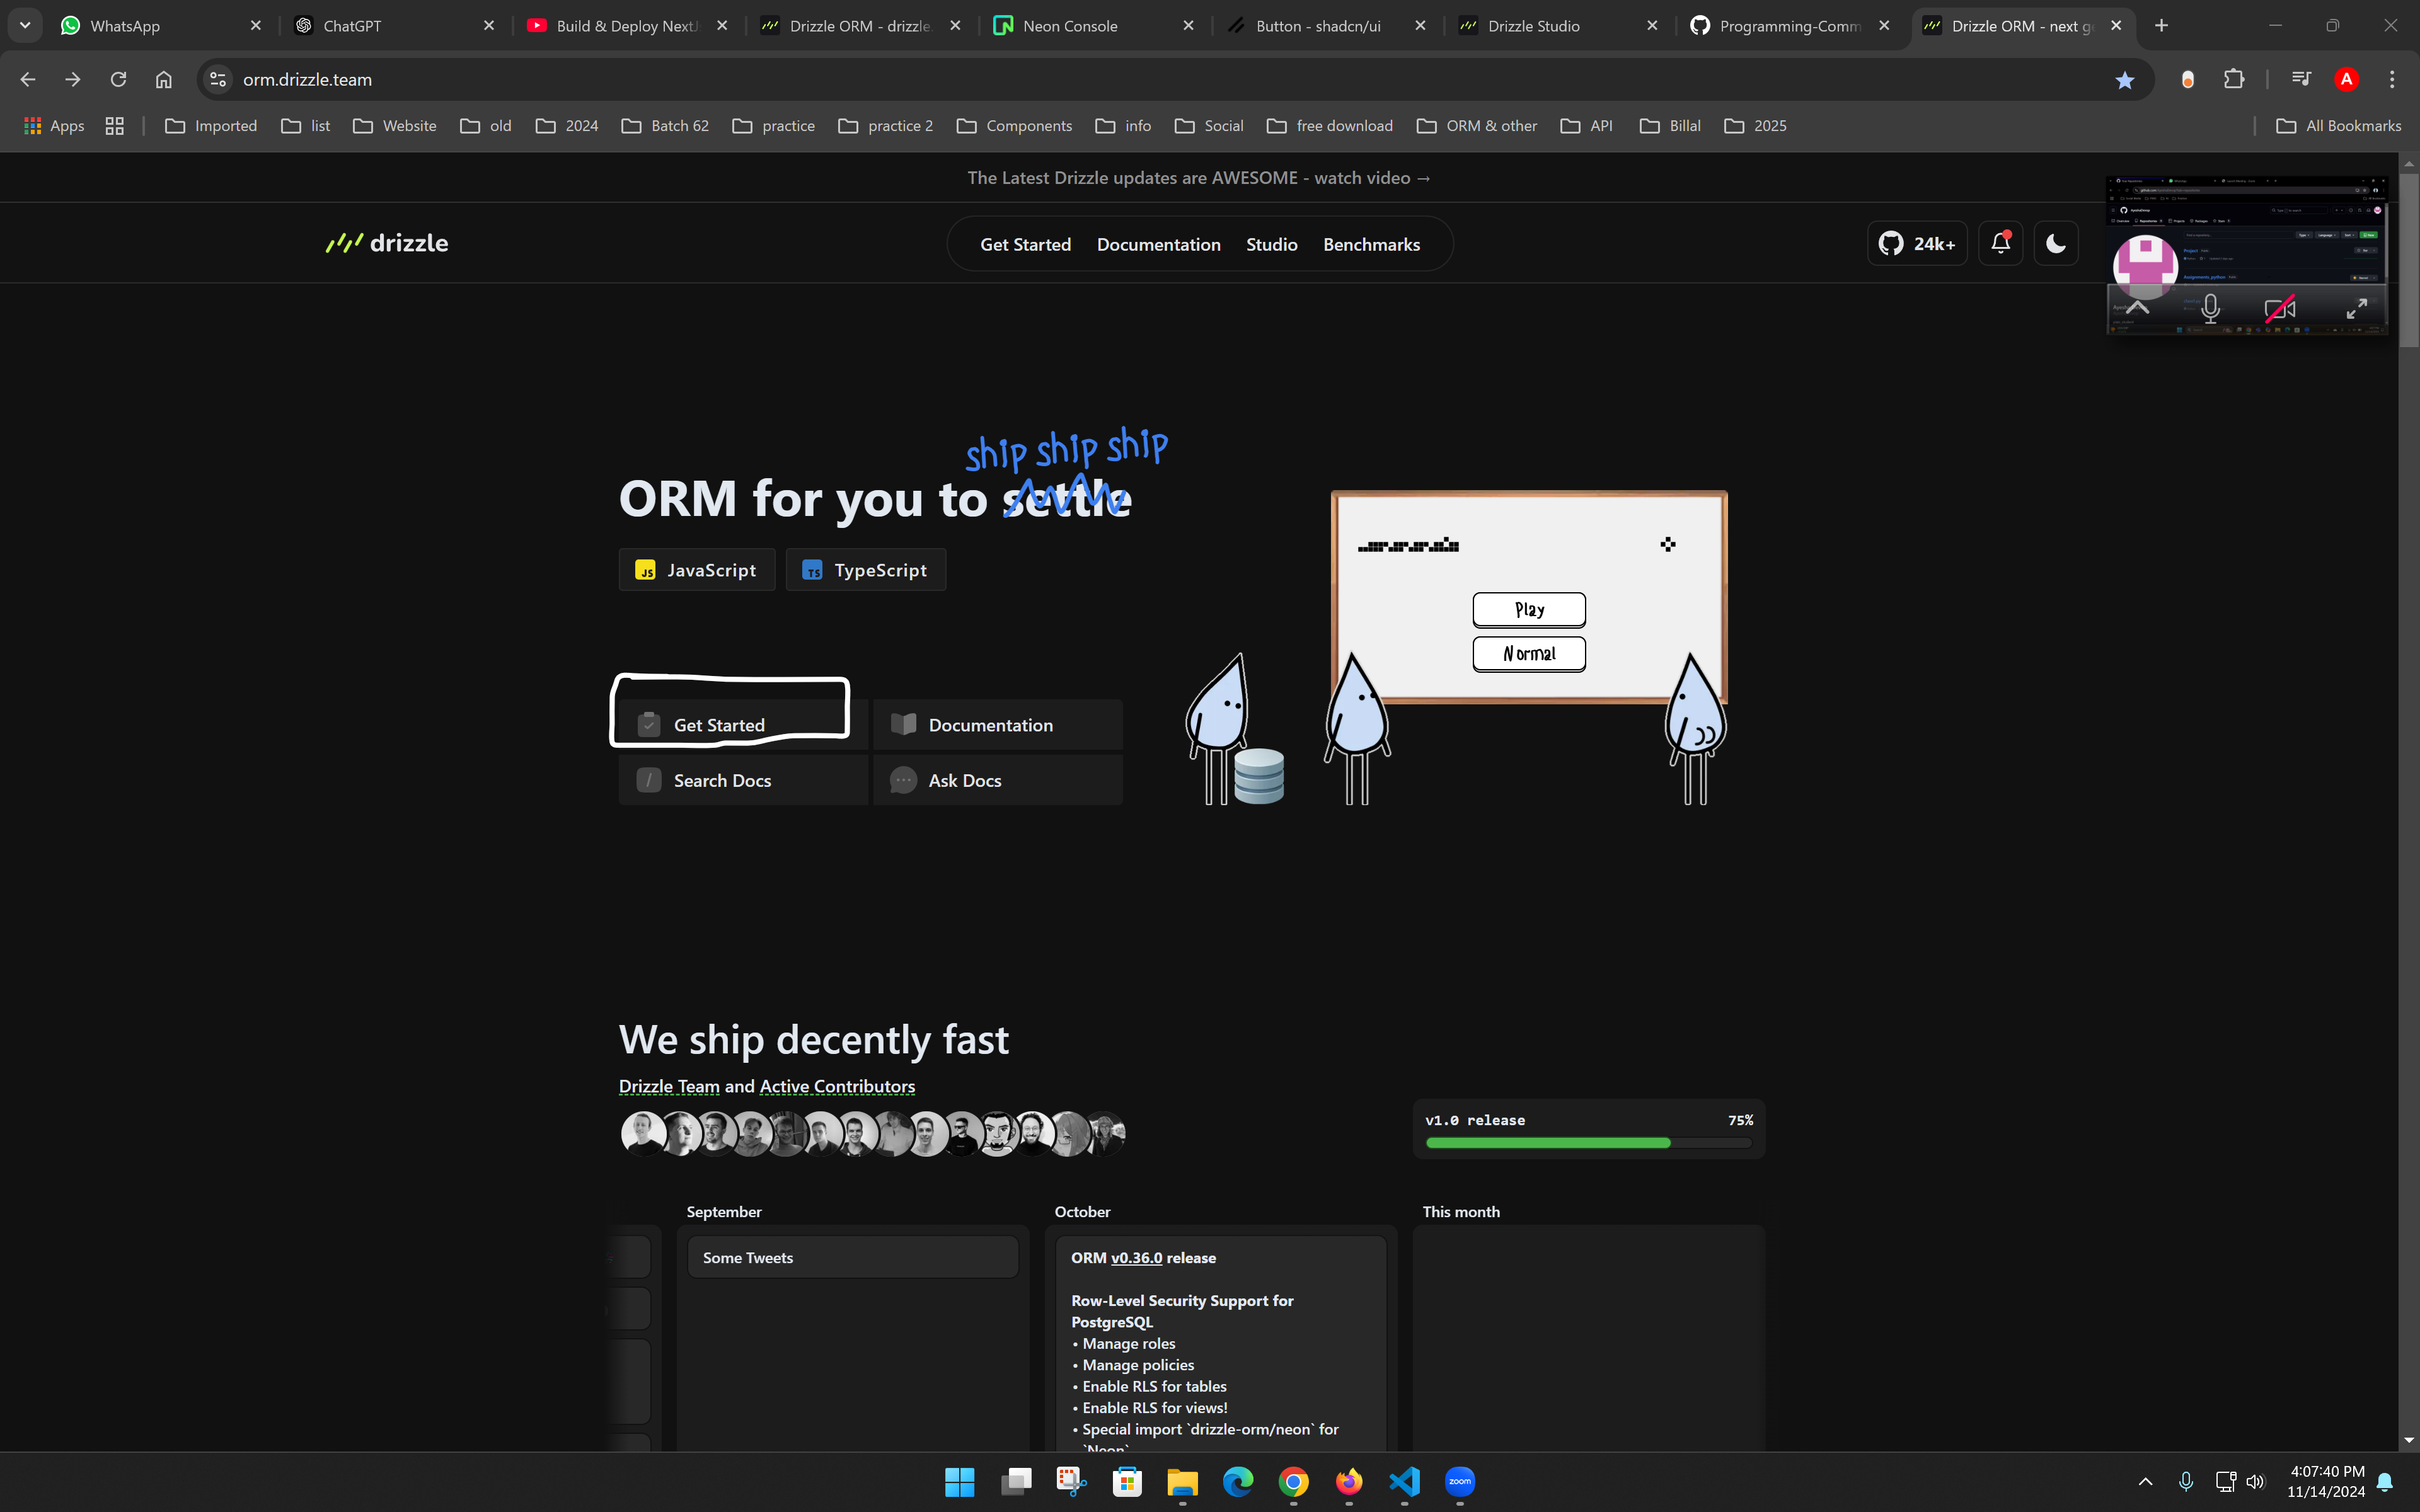 WhatsApp
ChatGPT
Build & Deploy NextJ
Drizzle ORM - drizzle
Neon Console
Button - shadcn/ui
Drizzle Studio
Programming-Comm
Drizzle ORM - next ge
orm.drizzle.team
A
Apps
Imported
list
Website
old
2024
Batch 62
practice
practice 2
Components
info
Social
free download
ORM & other
API
Billal
2025
All Bookmarks
The Latest Drizzle updates are AWESOME - watch video →
drizzle
Get Started
Documentation
Studio
Benchmarks
24k+
ship ship ship
ORM for you to settle
JS JavaScript
TS TypeScript
Play
Normal
Get Started
Documentation
/ Search Docs
Ask Docs
We ship decently fast
Drizzle Team and Active Contributors
v1.0 release 75%
September
October
This month
Some Tweets
ORM v0.36.0 release
Row-Level Security Support for
PostgreSQL
• Manage roles
• Manage policies
• Enable RLS for tables
• Enable RLS for views!
• Special import `drizzle-orm/neon` for
`Neon`
zoom
4:07:40 PM
11/14/2024